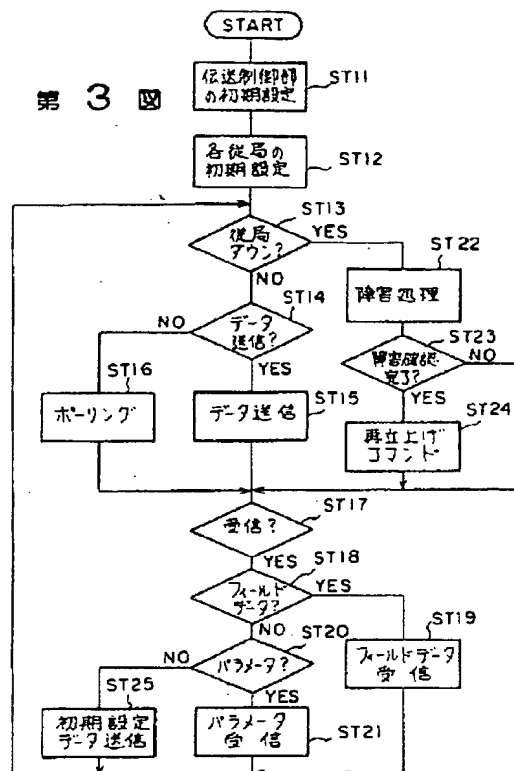 START
第3図
伝送制御部
の初期設定
ST11
各従局の
初期設定
ST12
ST13
従局
ダウン?
YES
NO
ST22
障害処理
ST14
データ
送信?
NO
YES
ST23
障害確認
完了?
NO
YES
ST16
ポーリング
ST15
データ送信
ST24
再立上げ
コマンド
ST17
受信?
YES
ST18
フィールド
データ?
YES
NO
ST19
フィールドデータ
受信
ST20
パラメータ?
NO
YES
ST25
初期設定
データ送信
パラメータ
受信
ST21